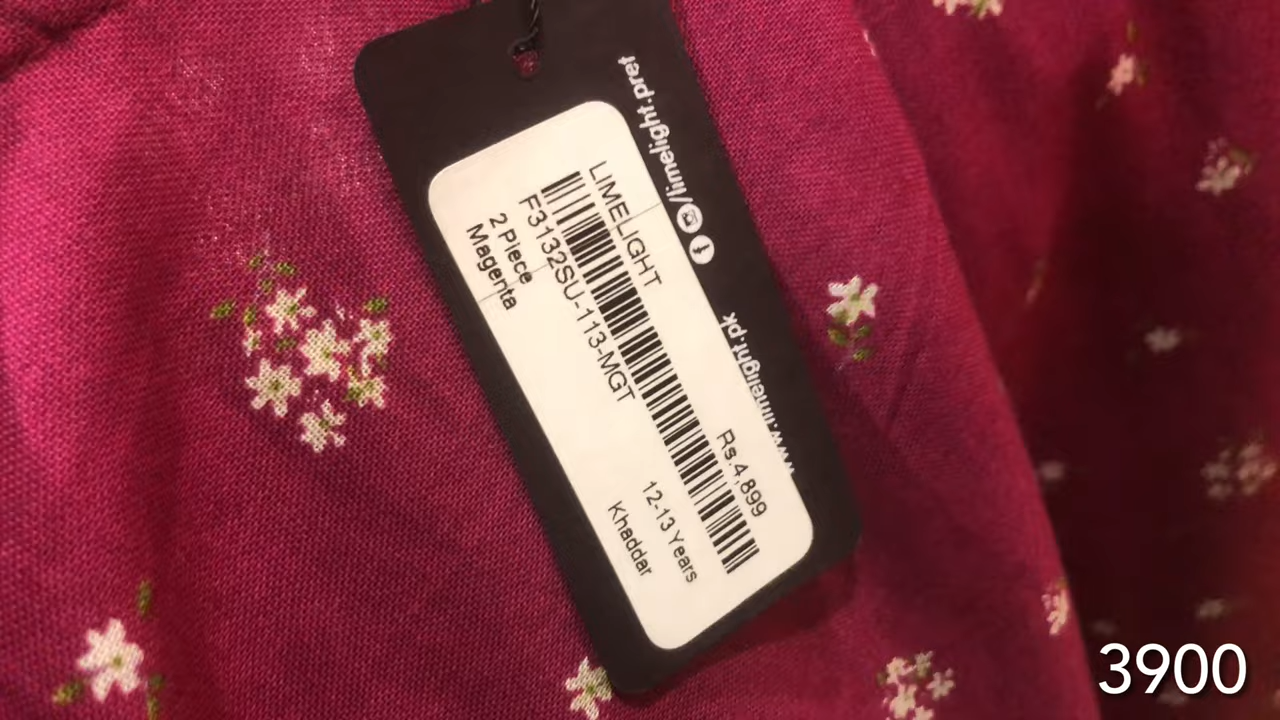 LIMELIGHT
Rs.4,899
F3132SU-113-MGT
2 Piece
12-13 Years
Magenta
Khaddar
/limelight.pret
www.limelight.pk
3900